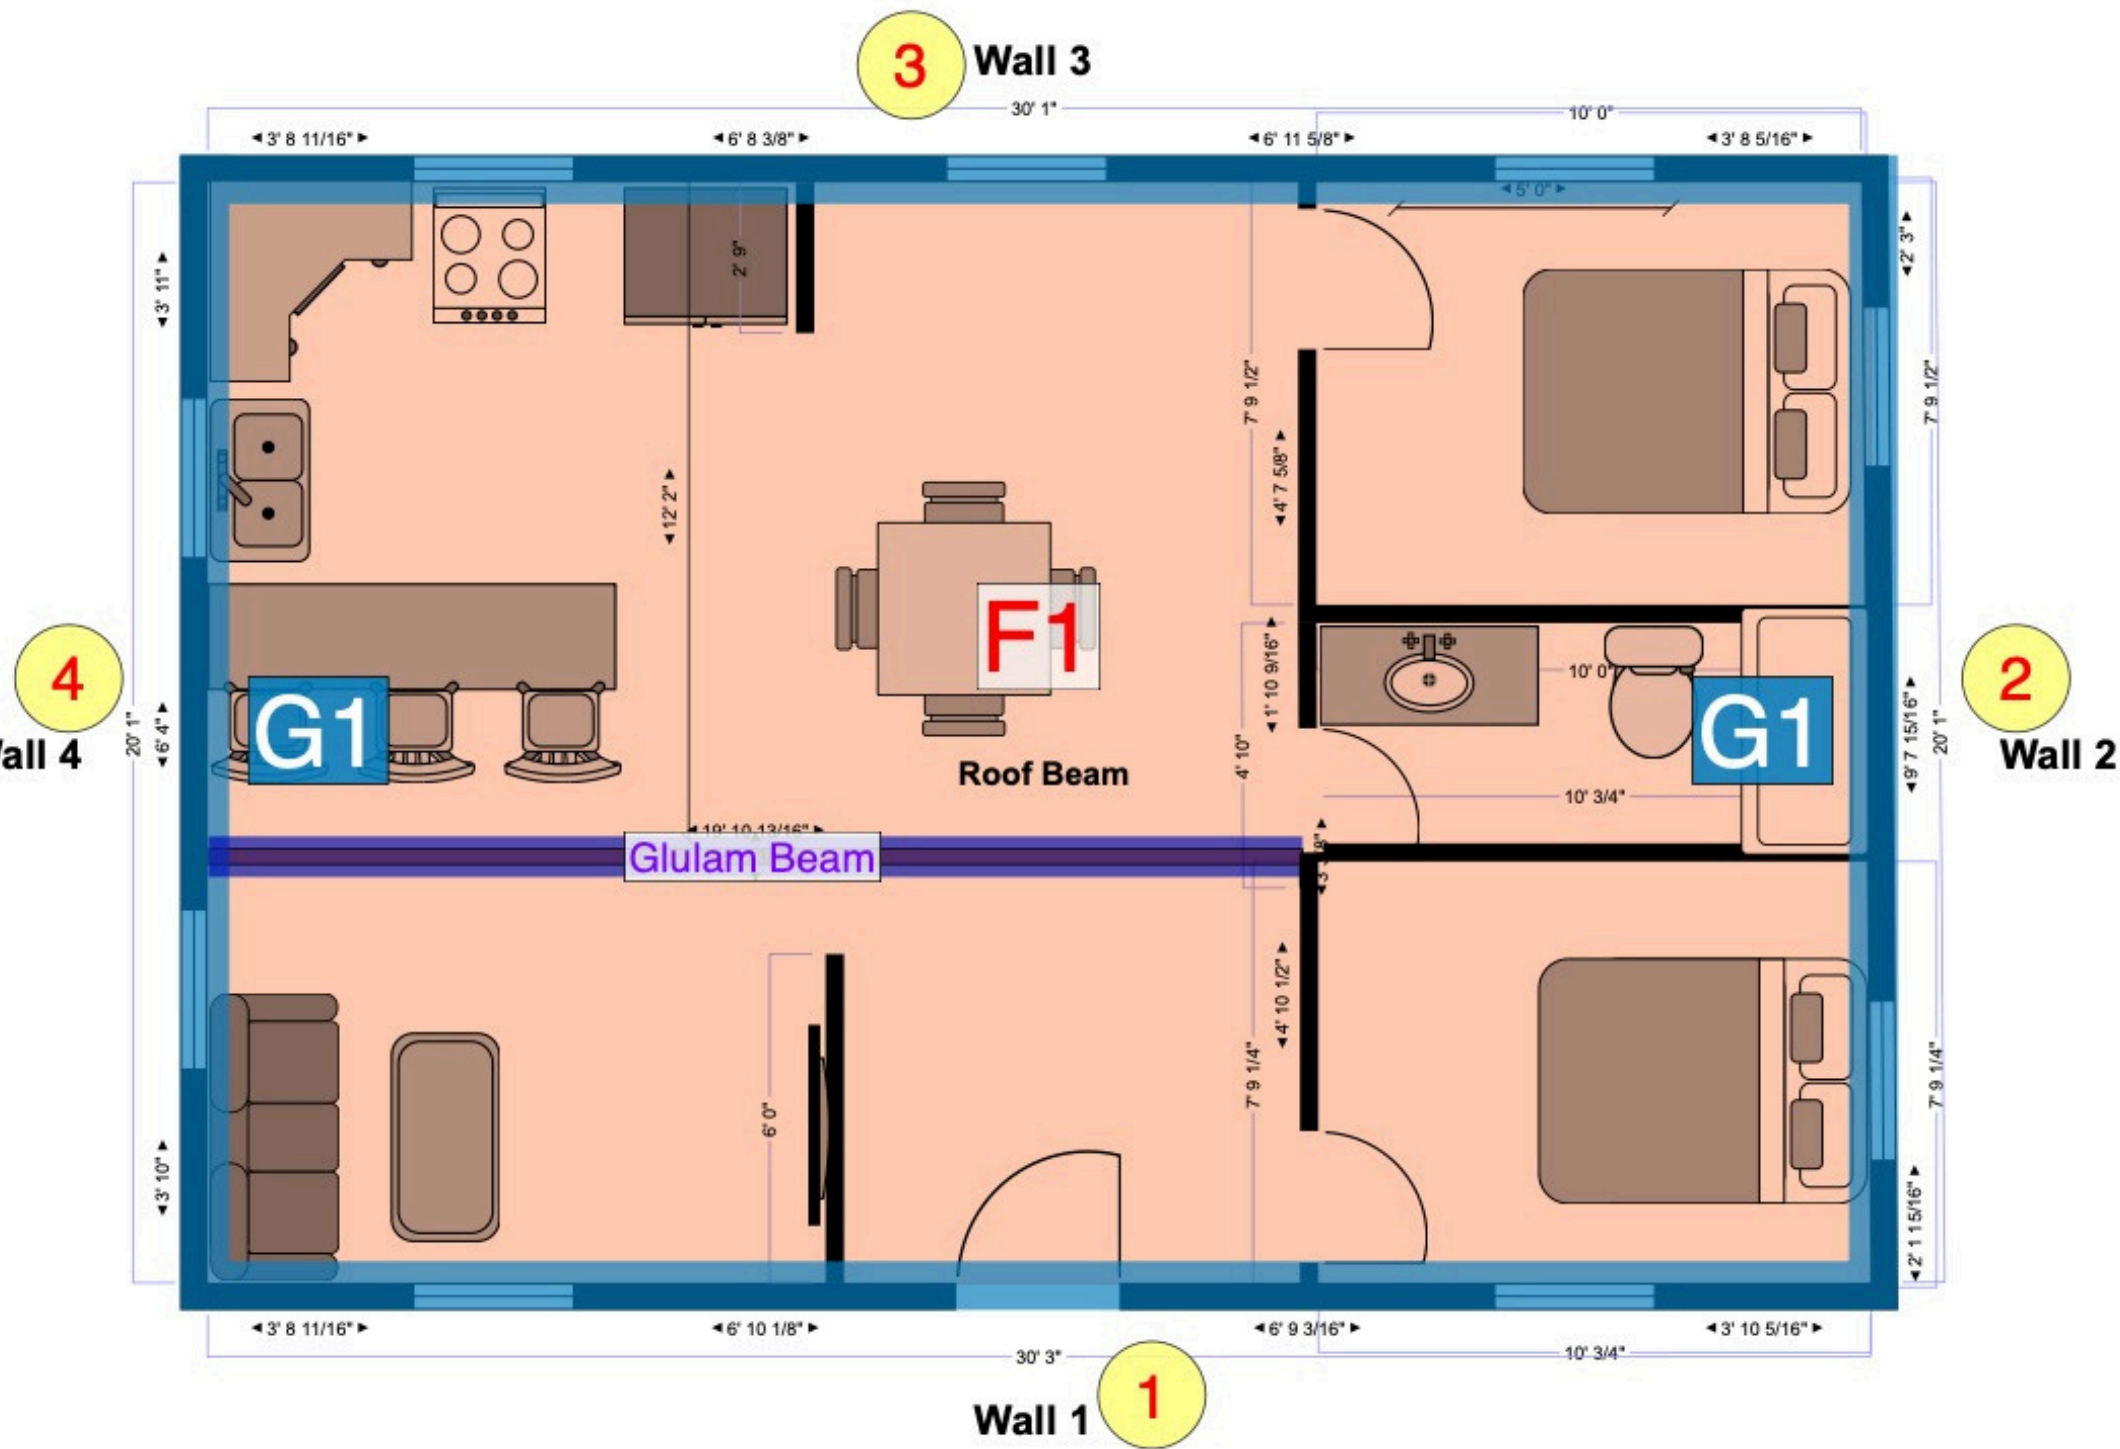 3 Wall 3
30' 1"
10' 0"
3' 8 11/16"
6' 8 3/8"
6' 11 5/8"
3' 8 5/16"
5' 0"
2' 3"
2' 9"
3' 11"
7' 9 1/2"
7' 9 1/2"
4' 7 5/8"
12' 2"
F1
1' 10 9/16"
10' 0"
4
Wall 4
2
Wall 2
G1
G1
20' 1"
6' 4"
4' 10"
9' 7 15/16"
20' 1"
Roof Beam
10' 3/4"
19' 10 13/16"
Glulam Beam
4' 10 1/2"
6' 0"
7' 9 1/4"
7' 9 1/4"
3' 10"
2' 1 15/16"
3' 8 11/16"
6' 10 1/8"
6' 9 3/16"
3' 10 5/16"
30' 3"
10' 3/4"
Wall 1 1